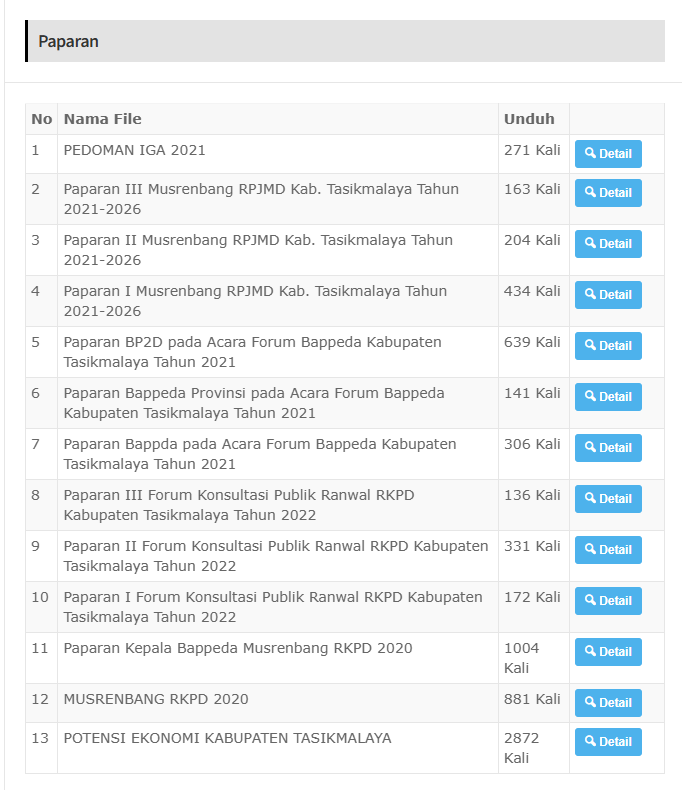 Paparan
No Nama File Unduh
1 PEDOMAN IGA 2021 271 Kali Detail
2 Paparan III Musrenbang RPJMD Kab. Tasikmalaya Tahun 163 Kali Detail
2021-2026
3 Paparan II Musrenbang RPJMD Kab. Tasikmalaya Tahun 204 Kali Detail
2021-2026
4 Paparan I Musrenbang RPJMD Kab. Tasikmalaya Tahun 434 Kali Detail
2021-2026
5 Paparan BP2D pada Acara Forum Bappeda Kabupaten 639 Kali Detail
Tasikmalaya Tahun 2021
6 Paparan Bappeda Provinsi pada Acara Forum Bappeda 141 Kali Detail
Kabupaten Tasikmalaya Tahun 2021
7 Paparan Bappda pada Acara Forum Bappeda Kabupaten 306 Kali Detail
Tasikmalaya Tahun 2021
8 Paparan III Forum Konsultasi Publik Ranwal RKPD 136 Kali Detail
Kabupaten Tasikmalaya Tahun 2022
9 Paparan II Forum Konsultasi Publik Ranwal RKPD Kabupaten 331 Kali Detail
Tasikmalaya Tahun 2022
10 Paparan I Forum Konsultasi Publik Ranwal RKPD Kabupaten 172 Kali Detail
Tasikmalaya Tahun 2022
11 Paparan Kepala Bappeda Musrenbang RKPD 2020 1004 Detail
Kali
12 MUSRENBANG RKPD 2020 881 Kali Detail
13 POTENSI EKONOMI KABUPATEN TASIKMALAYA 2872 Detail
Kali